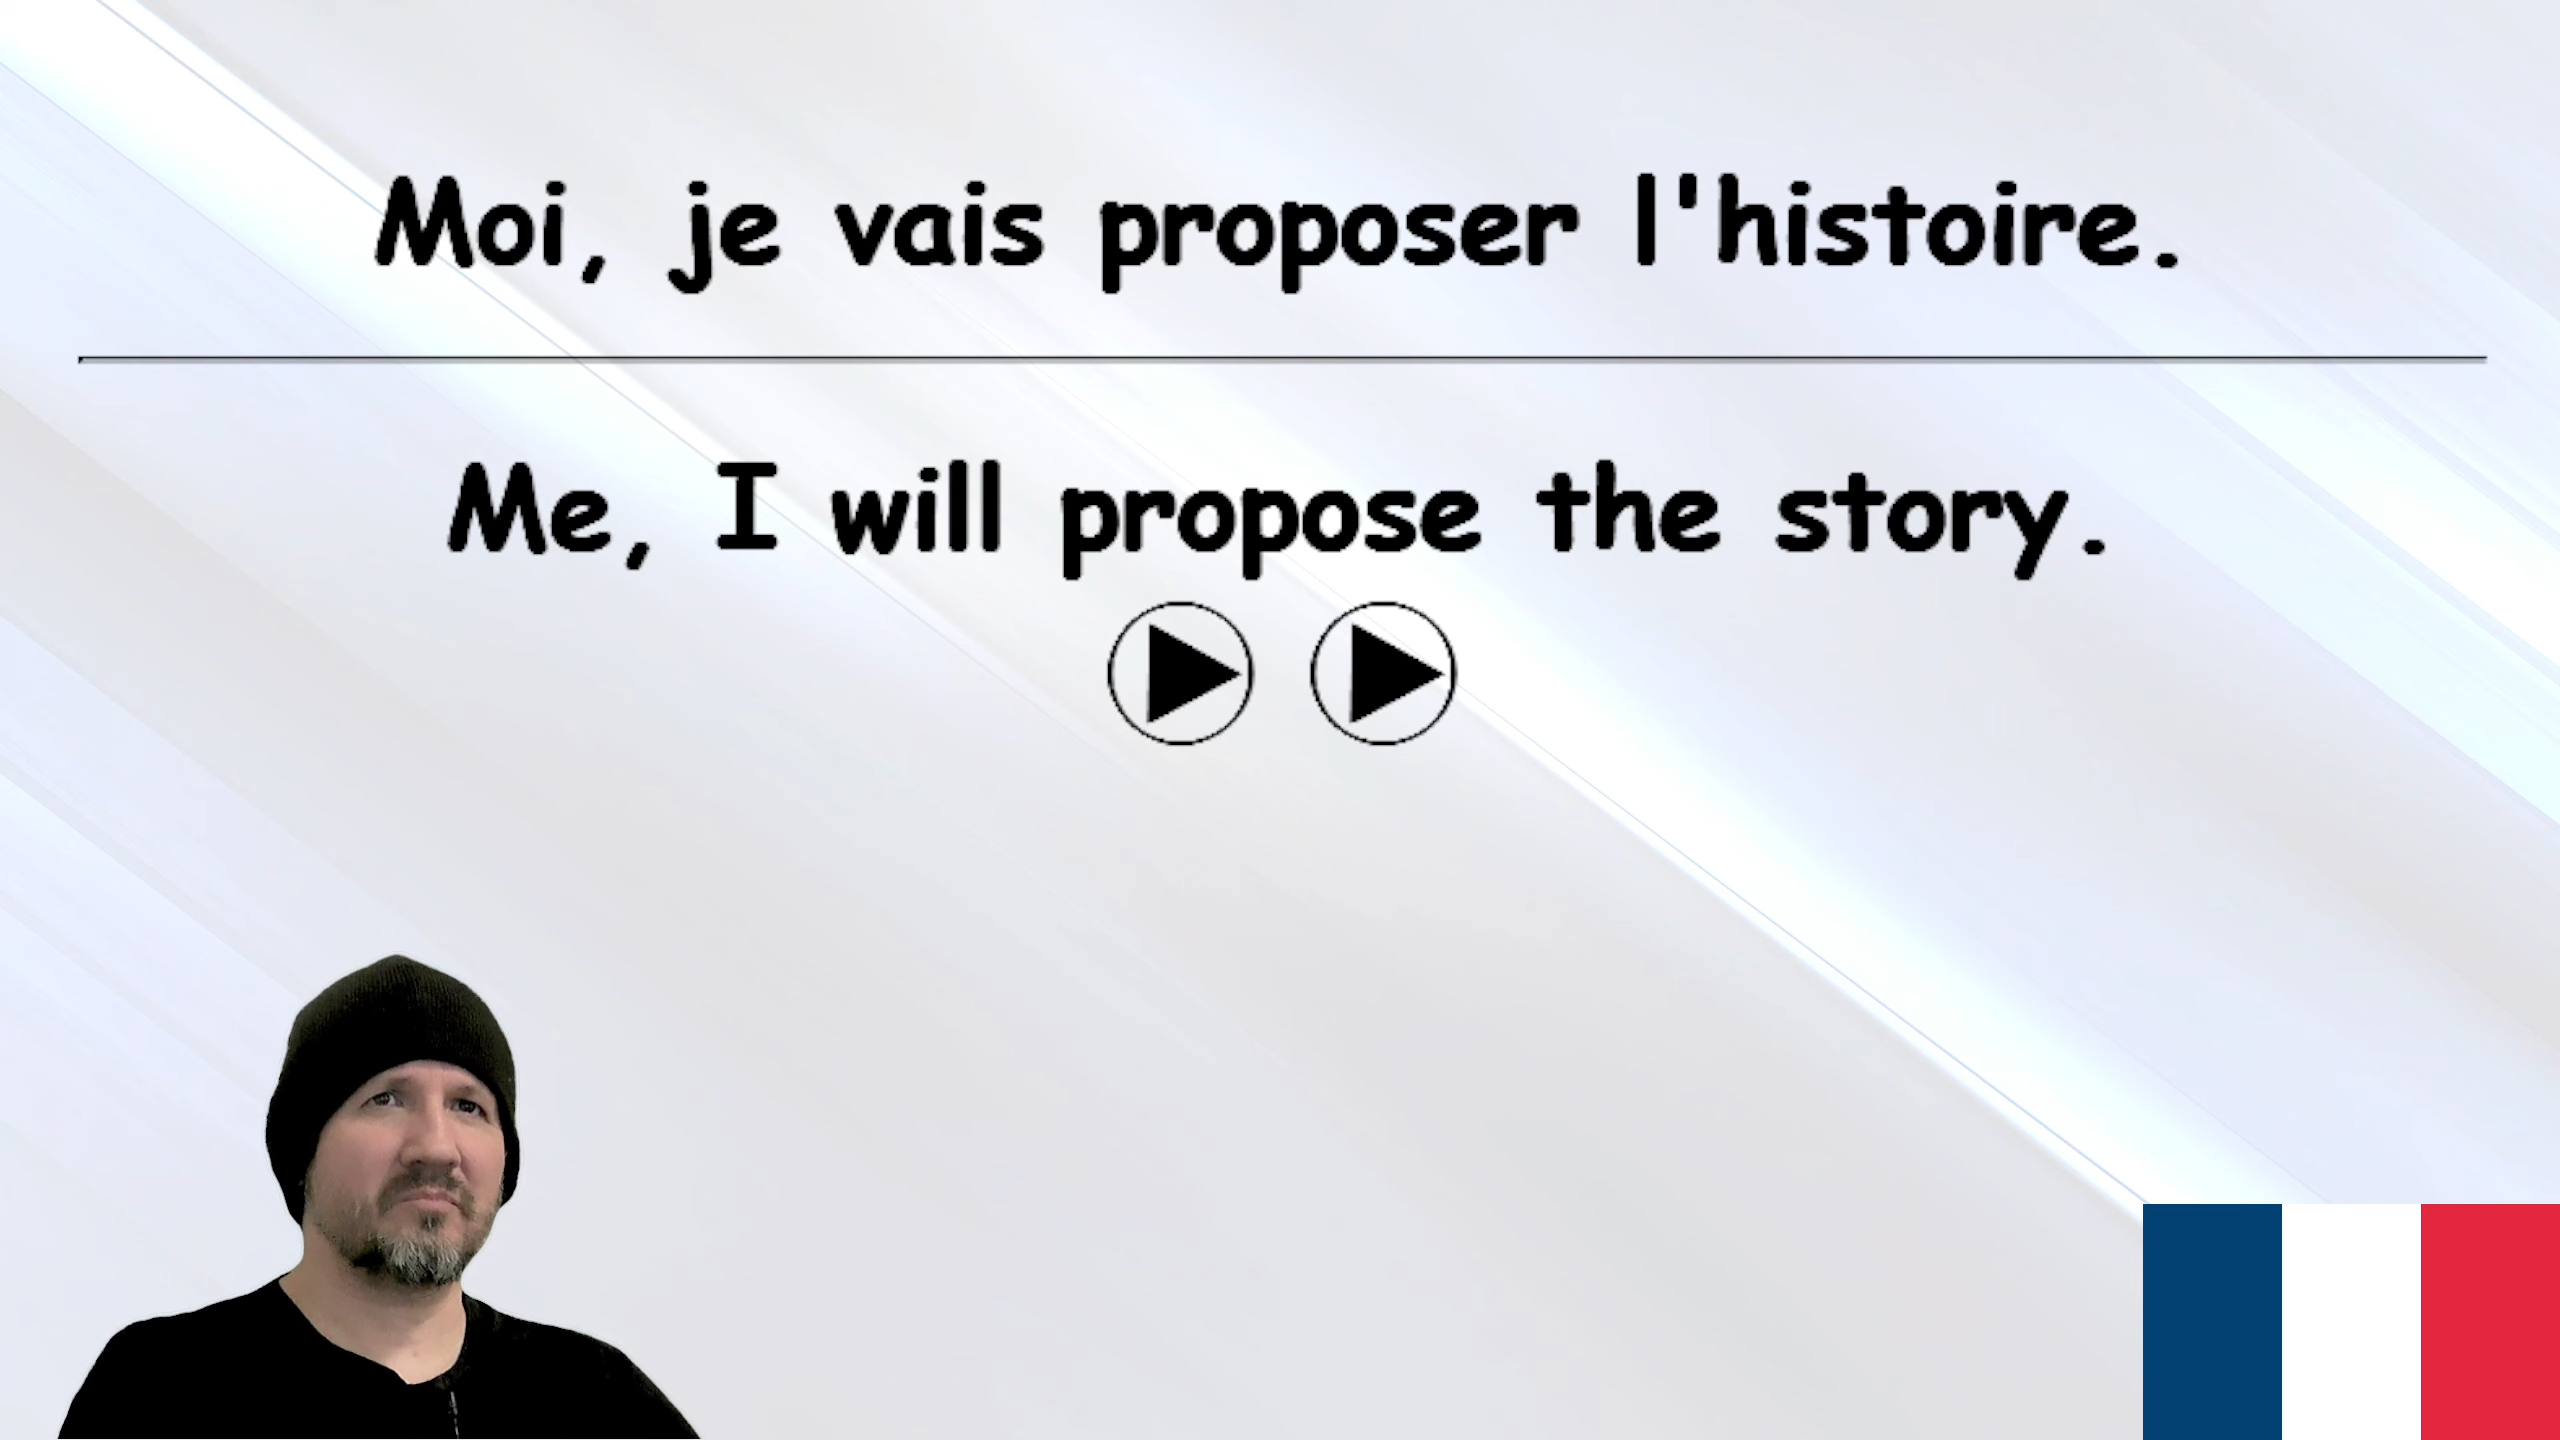 Moi, je vais proposer l'histoire.
Me, I will propose the story.